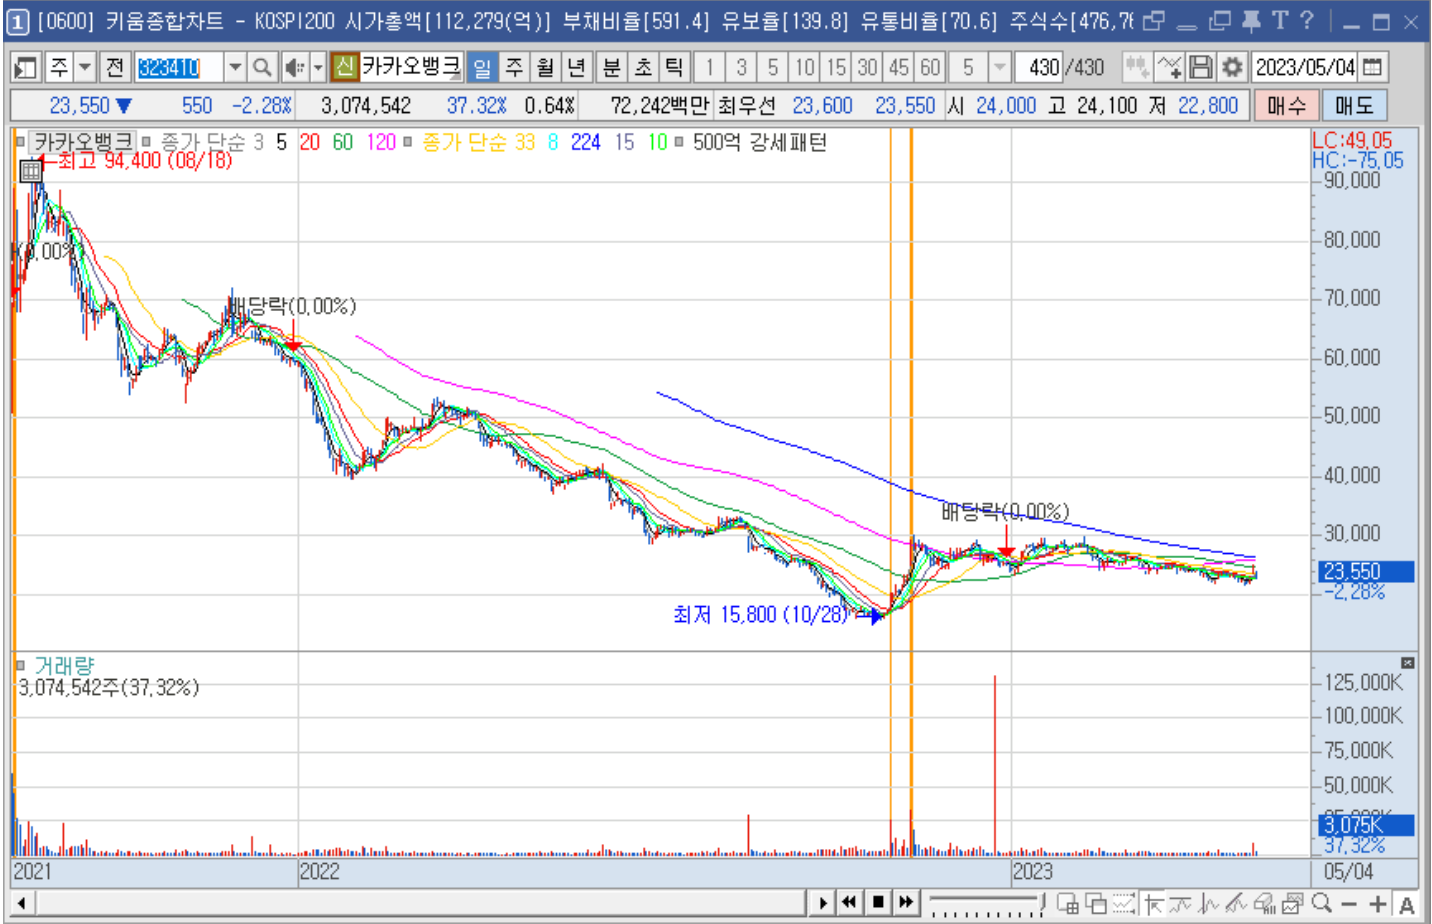 1 [0600] 키움종합차트 - KOSPI200 시가총액[112,279(억)] 부채비율[591.4] 유보율[139.8] 유통비율[70.6] 주식수[476,76 T ?
주 전 323410 신 카카오뱅크 일 주 월 년 분 초 틱 1 3 5 10 15 30 45 60 5 430 /430 2023/05/04
23,550 ▼ 550 -2.28% 3,074,542 37.32% 0.64% 72,242백만 최우선 23,600 23,550 시 24,000 고 24,100 저 22,800 매수 매도
카카오뱅크 종가 단순 3 5 20 60 120 종가 단순 33 8 224 15 10 500억 강세패턴
LC:49.05
HC:-75.05
최고 94,400 (08/18)
90,000
80,000
0.00%
70,000
배당락(0.00%)
60,000
50,000
40,000
배당락(0.00%)
30,000
23,550
-2.28%
최저 15,800 (10/28)
거래량
3,074,542주(37.32%)
125,000K
100,000K
75,000K
50,000K
3,075K
37.32%
2021 2022 2023 05/04
A